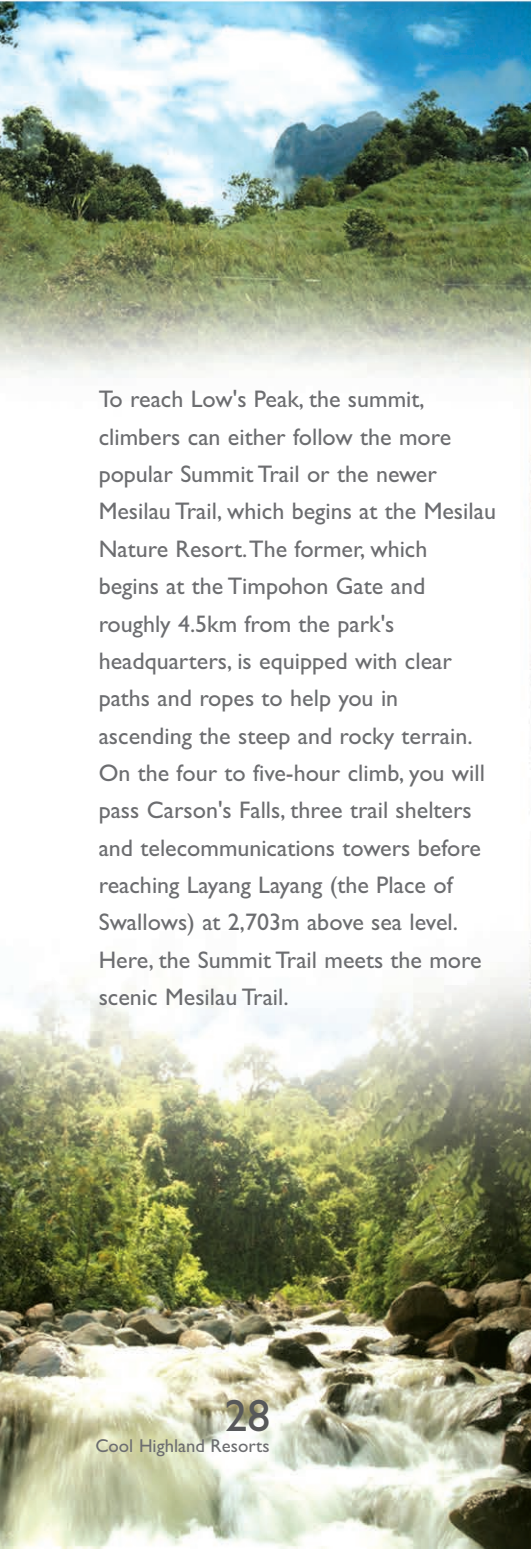 To reach Low's Peak, the summit,
climbers can either follow the more
popular Summit Trail or the newer
Mesilau Trail, which begins at the Mesilau
Nature Resort. The former, which
begins at the Timpohon Gate and
roughly 4.5km from the park's
headquarters, is equipped with clear
paths and ropes to help you in
ascending the steep and rocky terrain.
On the four to five-hour climb, you will
pass Carson's Falls, three trail shelters
and telecommunications towers before
reaching Layang Layang (the Place of
Swallows) at 2,703m above sea level.
Here, the Summit Trail meets the more
scenic Mesilau Trail.
28
Cool Highland Resorts